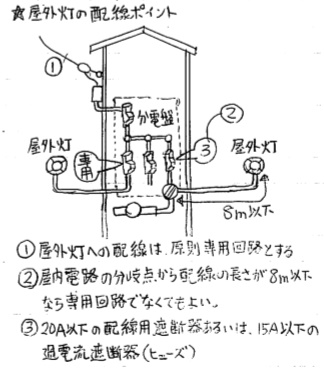 ☆屋外灯の配線ポイント
①
分電盤
②
屋外灯
専用
③
屋外灯
8m以下
①屋外灯への配線は、原則専用回路とする
②屋内電路の分岐点から配線の長さが8m以下
なら専用回路でなくてもよい。
③20A以下の配線用遮断器あるいは、15A以下の
過電流遮断器(ヒューズ)